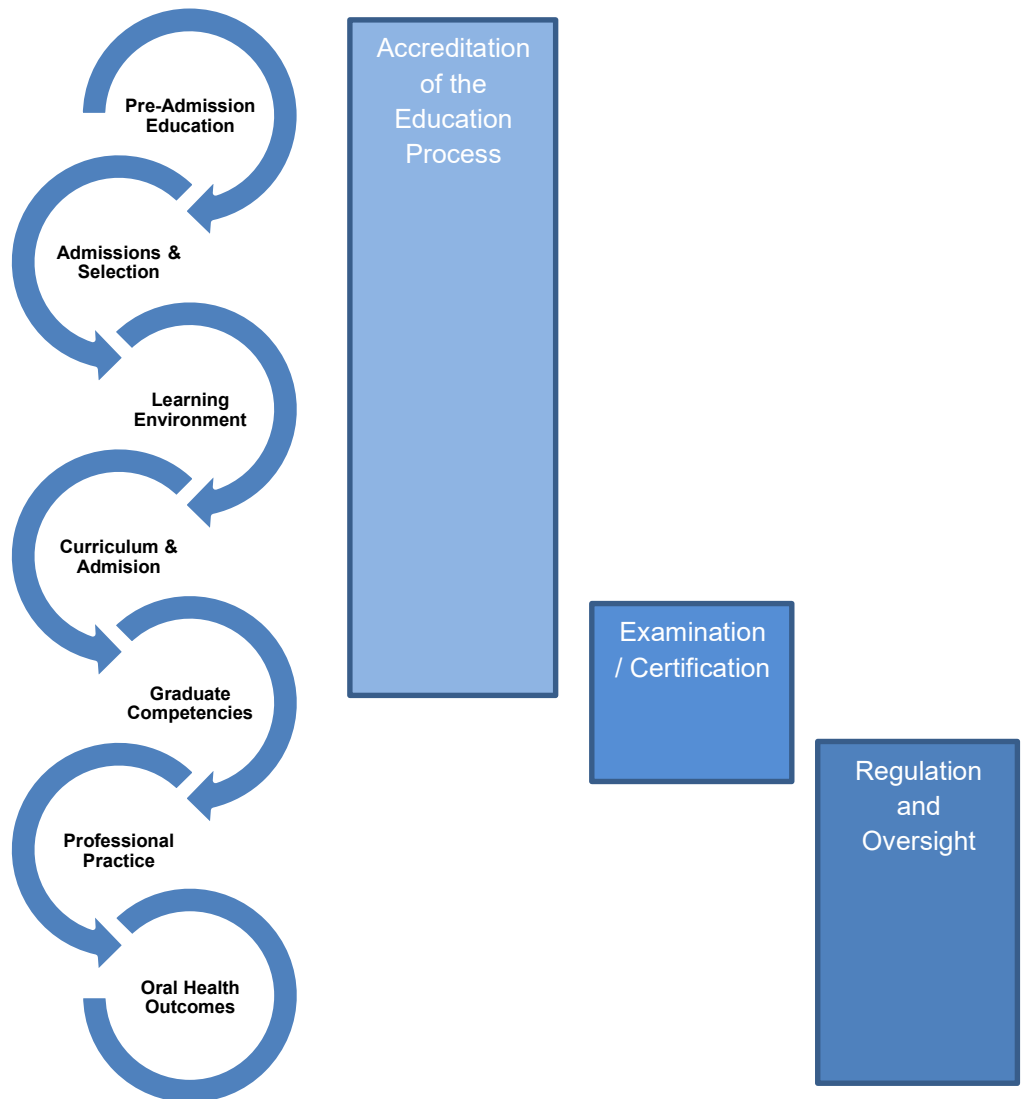 Pre-Admission
Education
Admissions &
Selection
Learning
Environment
Curriculum &
Admision
Graduate
Competencies
Professional
Practice
Oral Health
Outcomes
Accreditation
of the
Education
Process
Examination
/ Certification
Regulation
and
Oversight